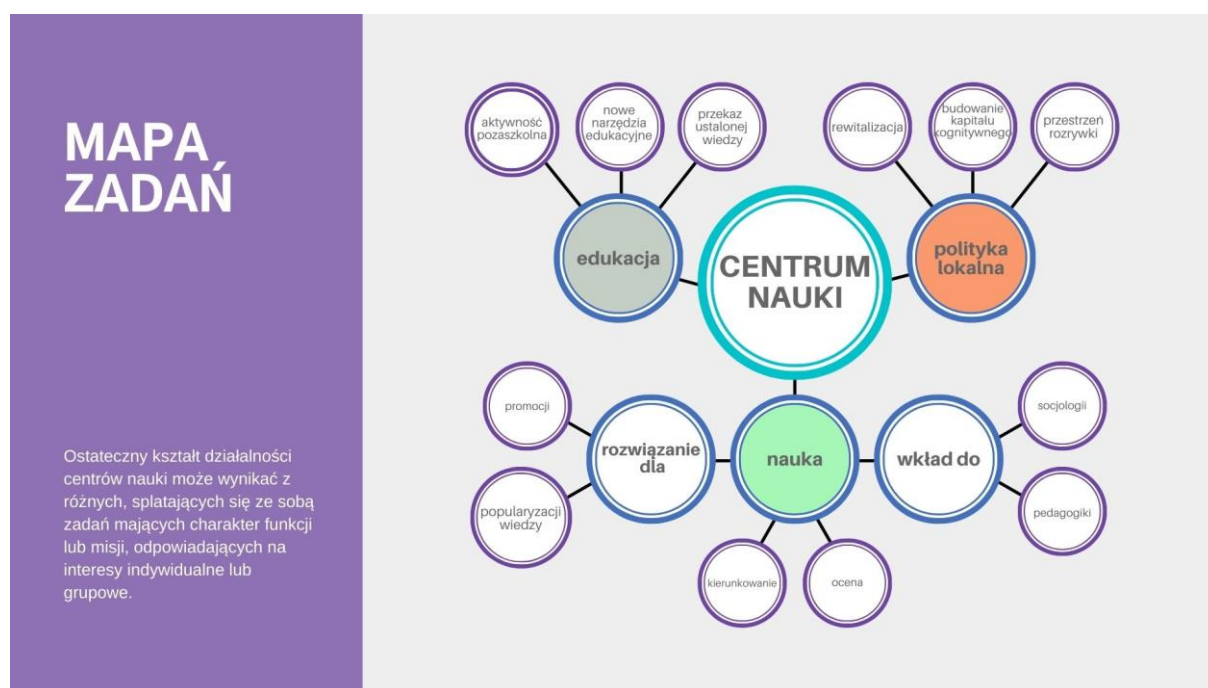 MAPA
ZADAŃ
Ostateczny kształt działalności
centrów nauki może wynikać z
różnych, splatających się ze sobą
zadań mających charakter funkcji
lub misji, odpowiadających na
interesy indywidualne lub
grupowe.
aktywność
pozaszkolna
nowe
narzędzia
edukacyjne
przekaz
ustalonej
wiedzy
rewitalizacja
budowanie
kapitału
kognitywnego
przestrzeń
rozrywki
edukacja
CENTRUM
NAUKI
polityka
lokalna
promocji
popularyzacji
wiedzy
rozwiązanie
dla
nauka
wkład do
socjologii
pedagogiki
kierunkowanie
ocena